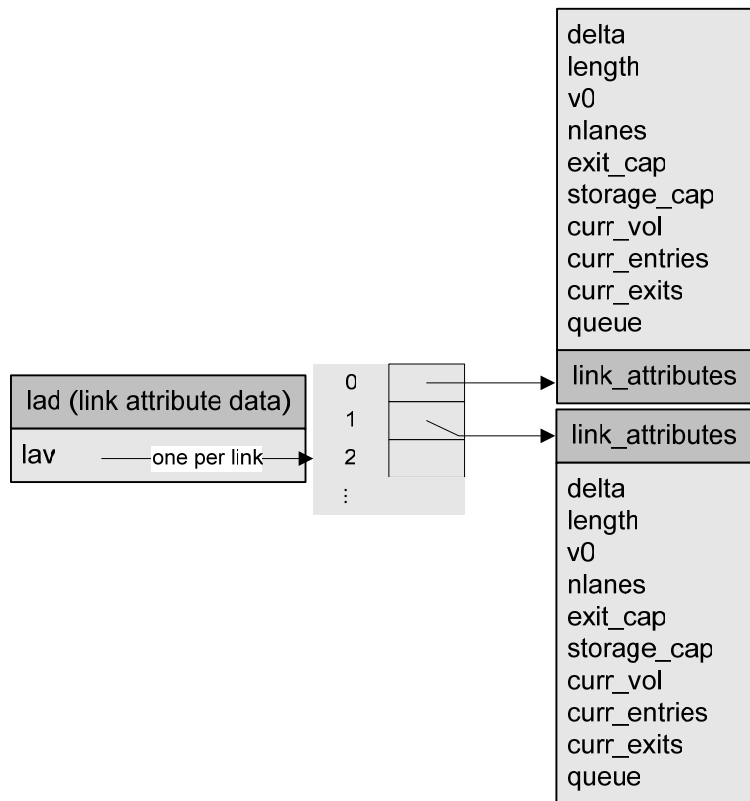 delta
length
v0
nlanes
exit_cap
storage_cap
curr_vol
curr_entries
curr_exits
queue
link_attributes
lad (link attribute data)
lav
one per link
0
1
2
⋮
link_attributes
delta
length
v0
nlanes
exit_cap
storage_cap
curr_vol
curr_entries
curr_exits
queue